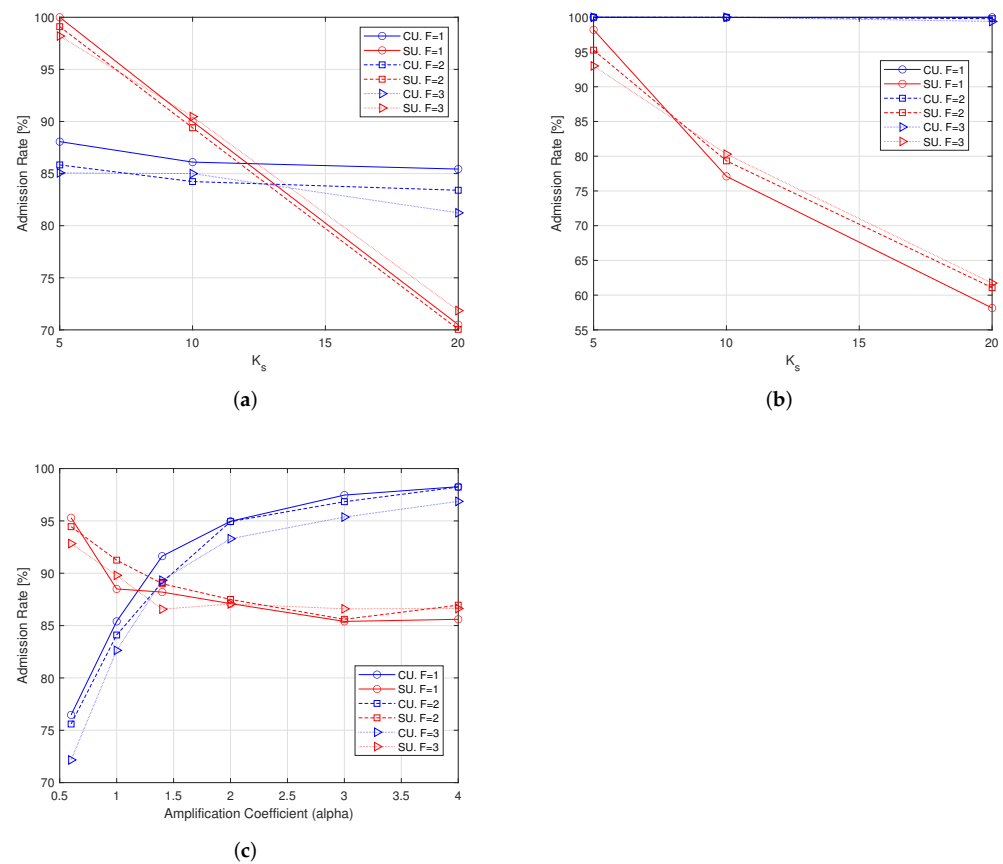 100
95
90
85
80
75
70
5
10
15
20
Admission Rate [%]
K_s
CU. F=1
SU. F=1
CU. F=2
SU. F=2
CU. F=3
SU. F=3
(a)
100
95
90
85
80
75
70
65
60
55
5
10
15
20
Admission Rate [%]
K_s
CU. F=1
SU. F=1
CU. F=2
SU. F=2
CU. F=3
SU. F=3
(b)
100
95
90
85
80
75
70
0.5
1
1.5
2
2.5
3
3.5
4
Admission Rate [%]
Amplification Coefficient (alpha)
CU. F=1
SU. F=1
CU. F=2
SU. F=2
CU. F=3
SU. F=3
(c)